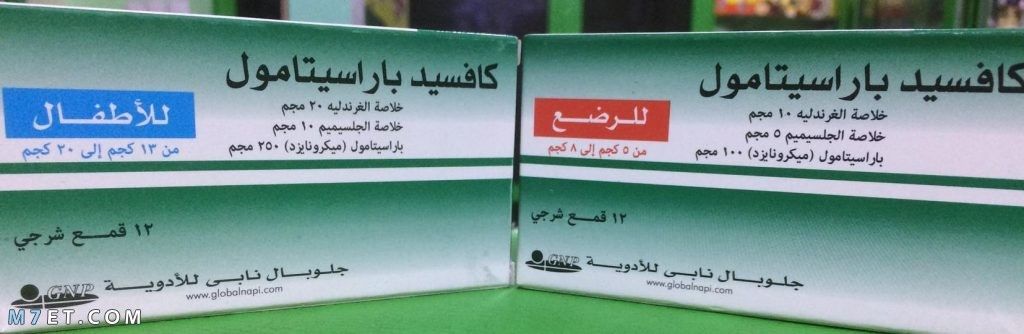 كافسيد باراسيتامول
للأطفال
من ١٣ كجم إلى ٢٠ كجم
خلاصة الغرندليه ٢٠ مجم
خلاصة الجلسيميم ١٠ مجم
باراسيتامول (ميكرونايزد) ٢٥٠ مجم
١٢ قمع شرجي
جلوبال نابى للأدوية
GNP
www.globalnapi.com
M7ET.COM
كافسيد باراسيتامول
للرضع
من ٥ كجم إلى ٨ كجم
خلاصة الغرندليه ١٠ مجم
خلاصة الجلسيميم ٥ مجم
باراسيتامول (ميكرونايزد) ١٠٠ مجم
١٢ قمع شرجي
جلوبال نابى للأدوية
GNP
www.globalnapi.com